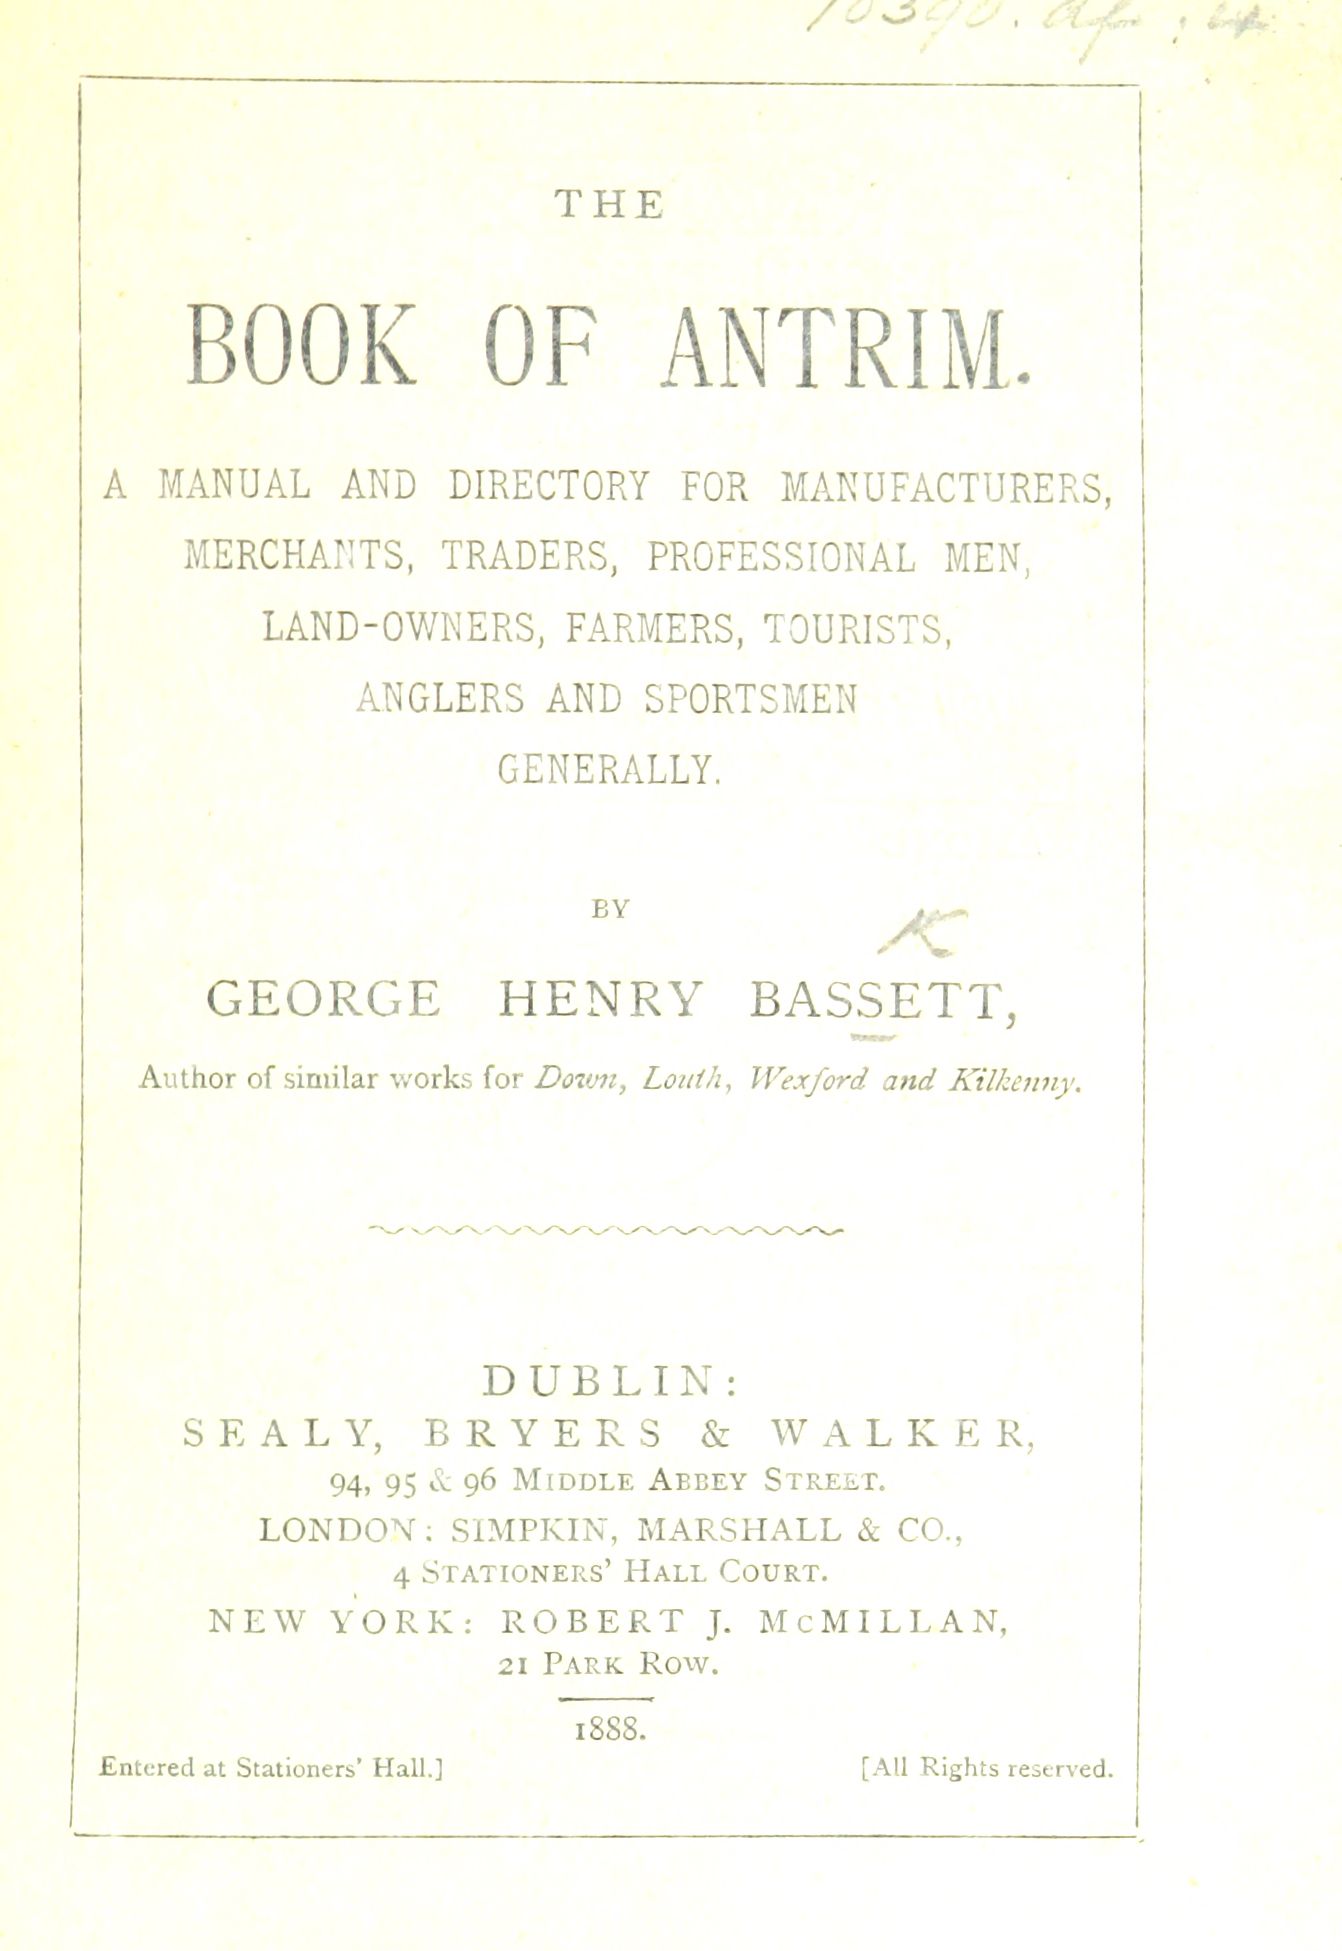 THE
BOOK OF ANTRIM.
A MANUAL AND DIRECTORY FOR MANUFACTURERS,
MERCHANTS, TRADERS, PROFESSIONAL MEN,
LAND-OWNERS, FARMERS, TOURISTS,
ANGLERS AND SPORTSMEN
GENERALLY.
BY
K
GEORGE HENRY BASSETT,
Author of similar works for Down, Louth, Wexford and Kilkenny.
DUBLIN:
SEALY, BRYERS & WALKER,
94, 95 & 96 MIDDLE ABBEY STREET.
LONDON: SIMPKIN, MARSHALL & CO.,
4 STATIONERS' HALL COURT.
NEW YORK: ROBERT J. McMILLAN,
21 PARK ROW.
1888.
Entered at Stationers' Hall.] [All Rights reserved.